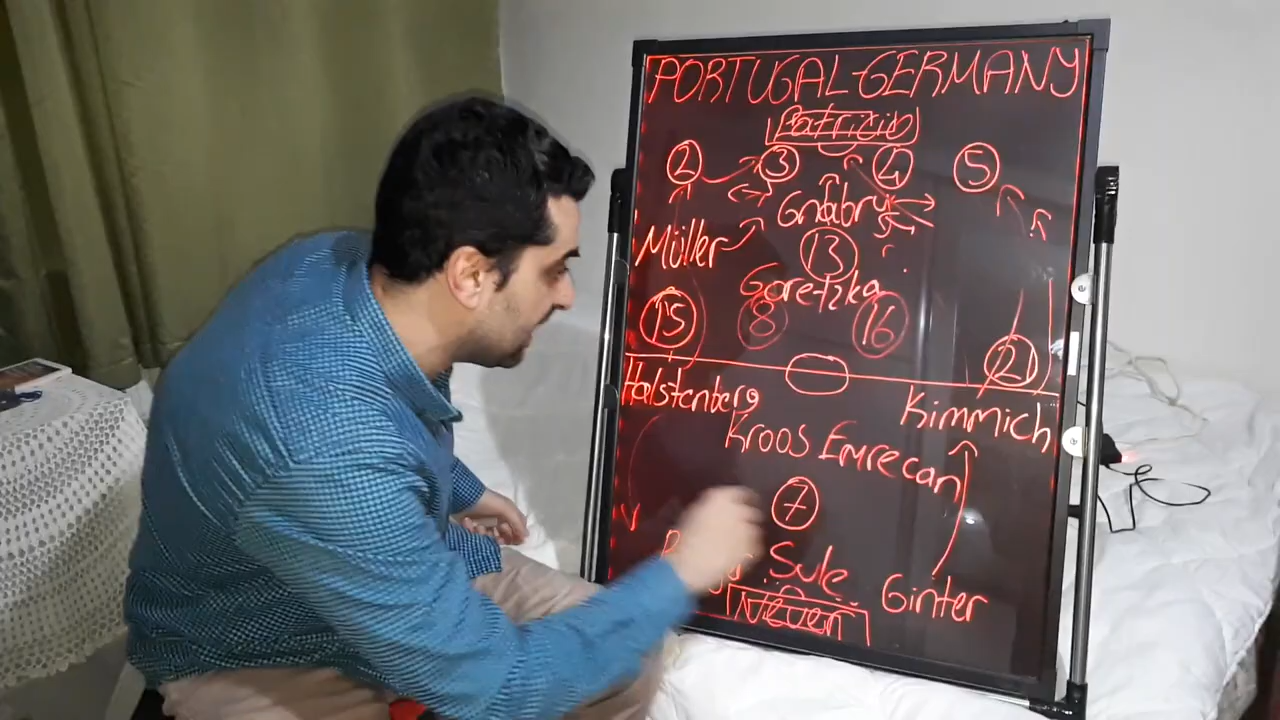 PORTUGAL-GERMANY
Patricio
2 3 4 5
Gnabry
Müller
13
Goretzka
15 8 16
21
Halstenberg
Kimmich
Kroos Emrecan
7
Süle
Ginter
Neuer